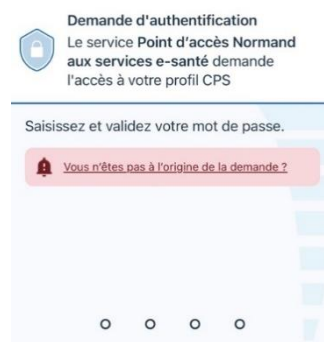 Demande d'authentification
Le service Point d'accès Normand
aux services e-santé demande
l'accès à votre profil CPS
Saisissez et validez votre mot de passe.
Vous n'êtes pas à l'origine de la demande ?